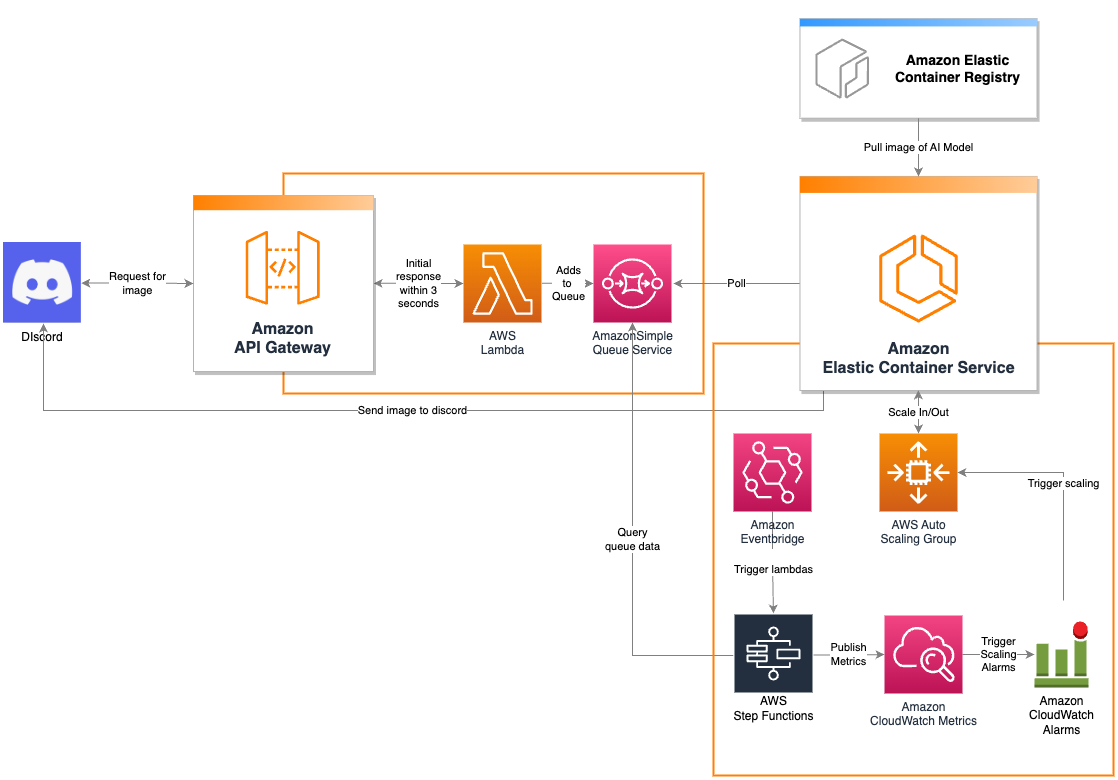 Amazon Elastic
Container Registry
Pull image of AI Model
Request for
image
DIscord
Amazon
API Gateway
Initial
response
within 3
seconds
AWS
Lambda
Adds
to
Queue
AmazonSimple
Queue Service
Poll
Amazon
Elastic Container Service
Send image to discord
Scale In/Out
Amazon
Eventbridge
AWS Auto
Scaling Group
Trigger scaling
Query
queue data
Trigger lambdas
AWS
Step Functions
Publish
Metrics
Amazon
CloudWatch Metrics
Trigger
Scaling
Alarms
Amazon
CloudWatch
Alarms